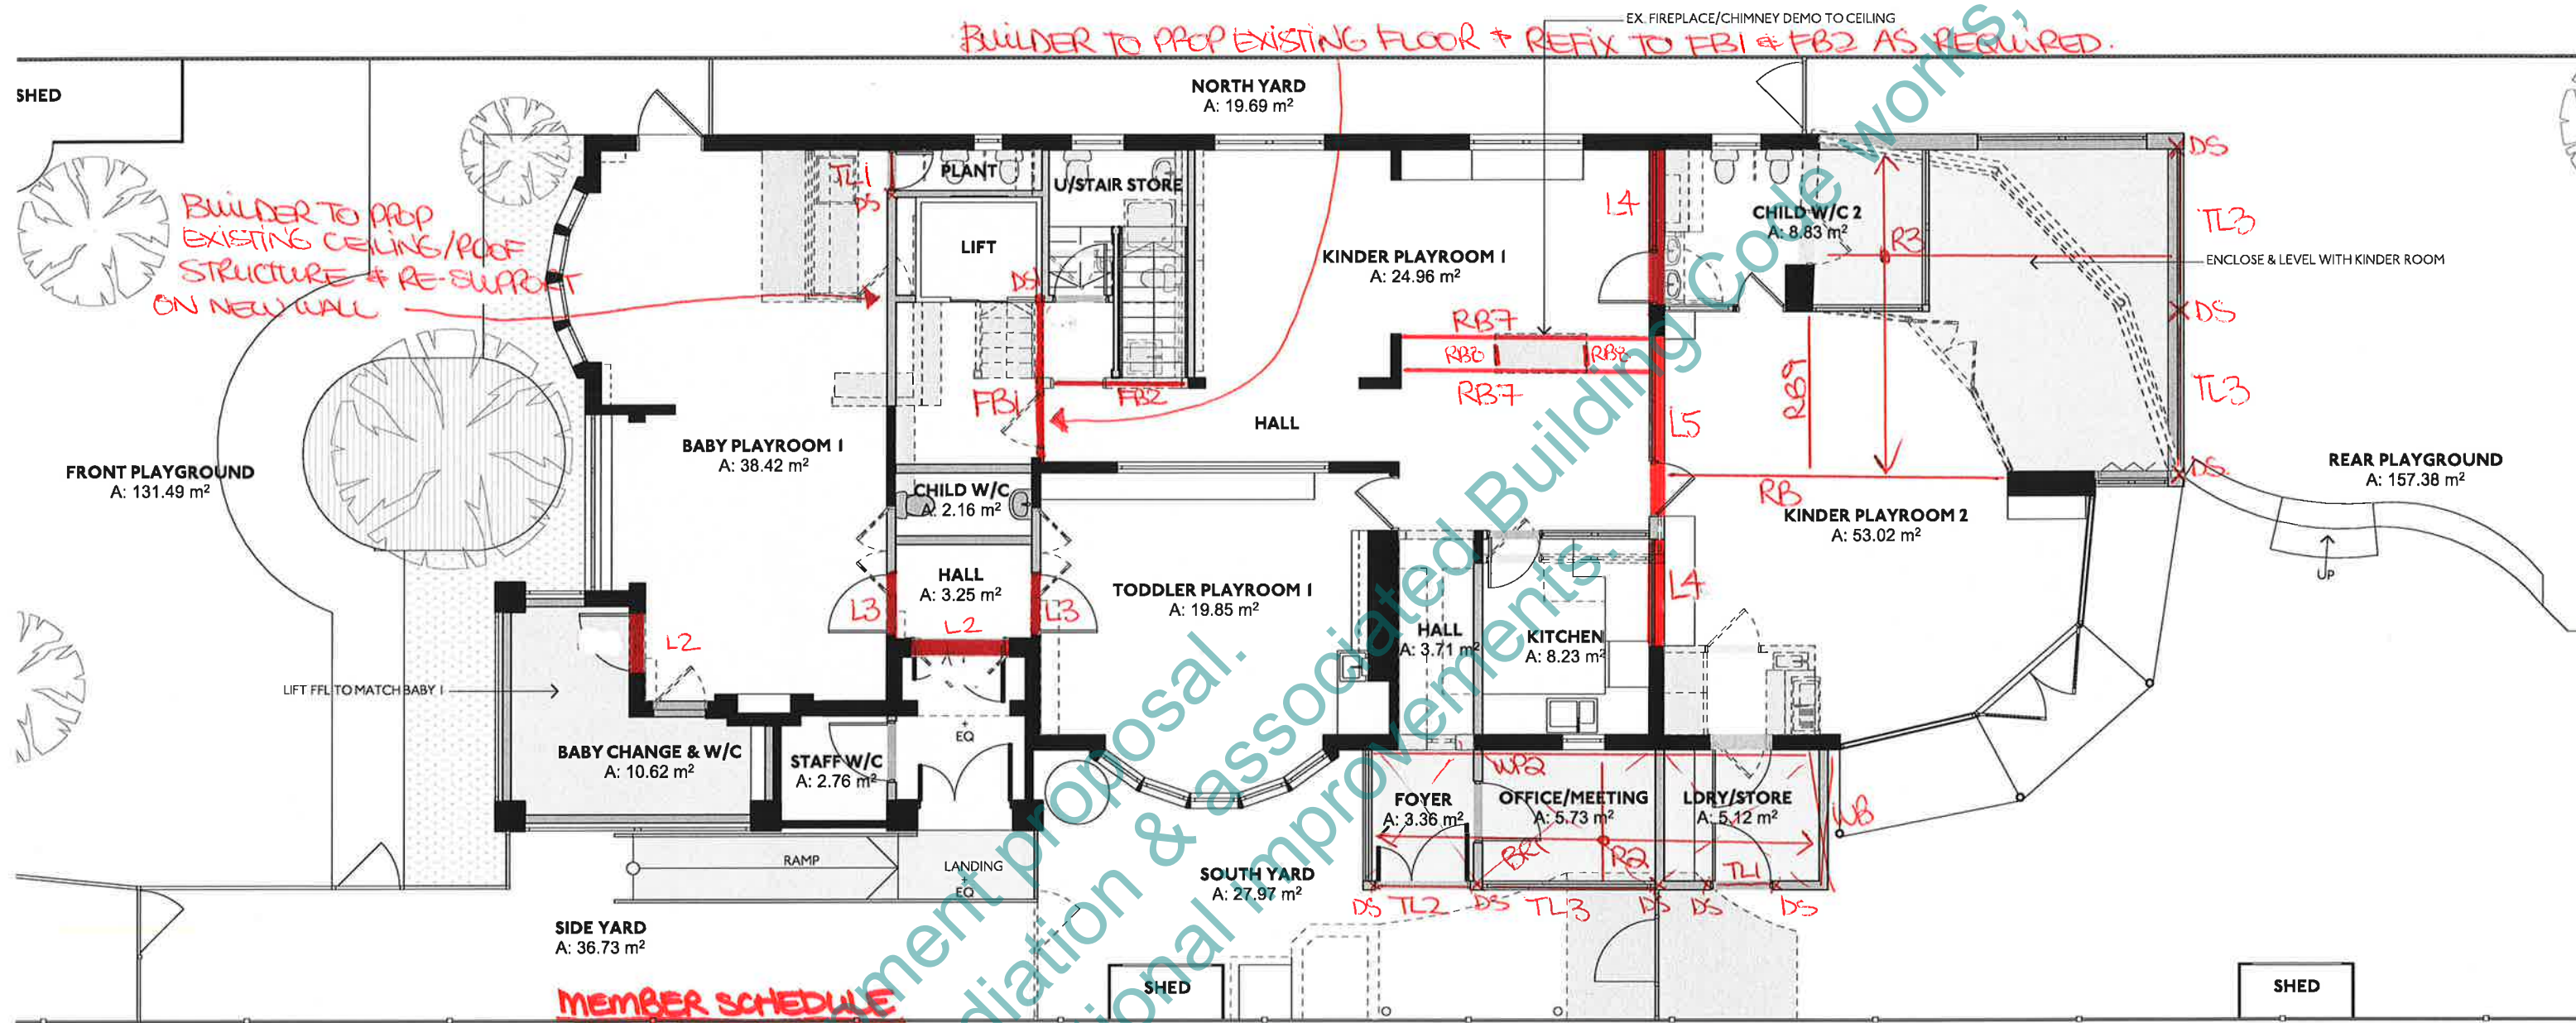 EX. FIREPLACE/CHIMNEY DEMO TO CEILING
BUILDER TO PROP EXISTING FLOOR & REFIX TO FB1 & FB2 AS REQUIRED.
SHED
NORTH YARD
A: 19.69 m²
BUILDER TO PROP
EXISTING CEILING/ROOF
STRUCTURE & RE-SUPPORT
ON NEW WALL
TL1
DS
PLANT
U/STAIR STORE
LIFT
DS
KINDER PLAYROOM 1
A: 24.96 m²
L4
CHILD W/C 2
A: 8.83 m²
R3
DS
TL3
ENCLOSE & LEVEL WITH KINDER ROOM
DS
TL3
DS.
RB7
RB8
RB8
RB7
RB9
L5
RB
FB1
FB2
HALL
BABY PLAYROOM 1
A: 38.42 m²
FRONT PLAYGROUND
A: 131.49 m²
REAR PLAYGROUND
A: 157.38 m²
UP
CHILD W/C
A: 2.16 m²
KINDER PLAYROOM 2
A: 53.02 m²
HALL
A: 3.25 m²
L3
L2
L3
L2
TODDLER PLAYROOM 1
A: 19.85 m²
HALL
A: 3.71 m²
KITCHEN
A: 8.23 m²
L4
LIFT FFL TO MATCH BABY 1
BABY CHANGE & W/C
A: 10.62 m²
STAFF W/C
A: 2.76 m²
+
EQ
WP2
FOYER
A: 3.36 m²
OFFICE/MEETING
A: 5.73 m²
LDRY/STORE
A: 5.12 m²
WB
BR1
R2
TL1
RAMP
LANDING
+
EQ
SOUTH YARD
A: 27.97 m²
DS
TL2
DS
TL3
DS
DS
DS
SIDE YARD
A: 36.73 m²
SHED
SHED
MEMBER SCHEDULE
ment proposal.
diation & associated Building Code works,
ional improvements.